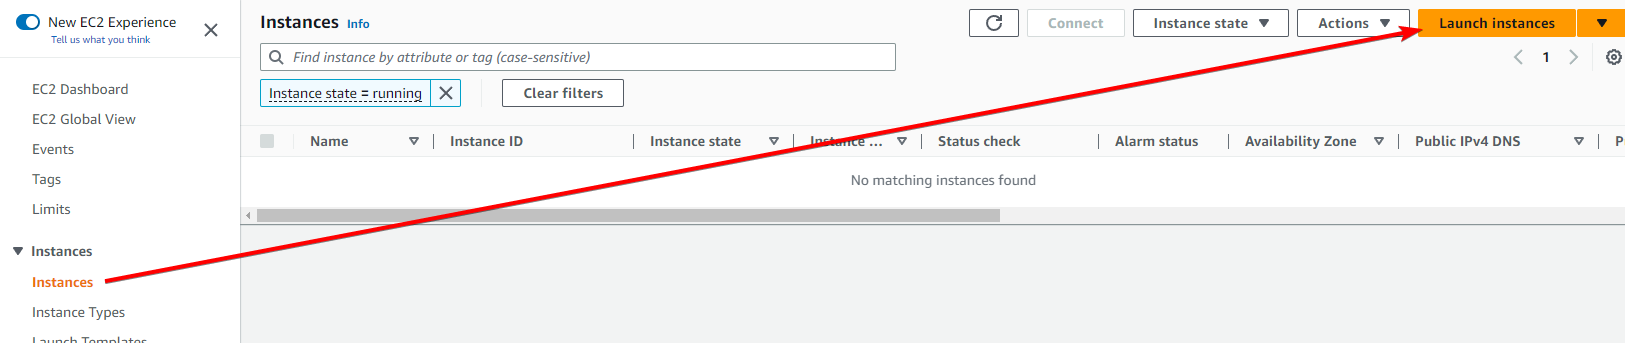 New EC2 Experience
Tell us what you think
EC2 Dashboard
EC2 Global View
Events
Tags
Limits
Instances
Instances
Instance Types
Launch Templates
Instances Info
Connect
Instance state
Actions
Launch instances
Find instance by attribute or tag (case-sensitive)
1
Instance state = running
Clear filters
Name Instance ID Instance state Instance ... Status check Alarm status Availability Zone Public IPv4 DNS
No matching instances found